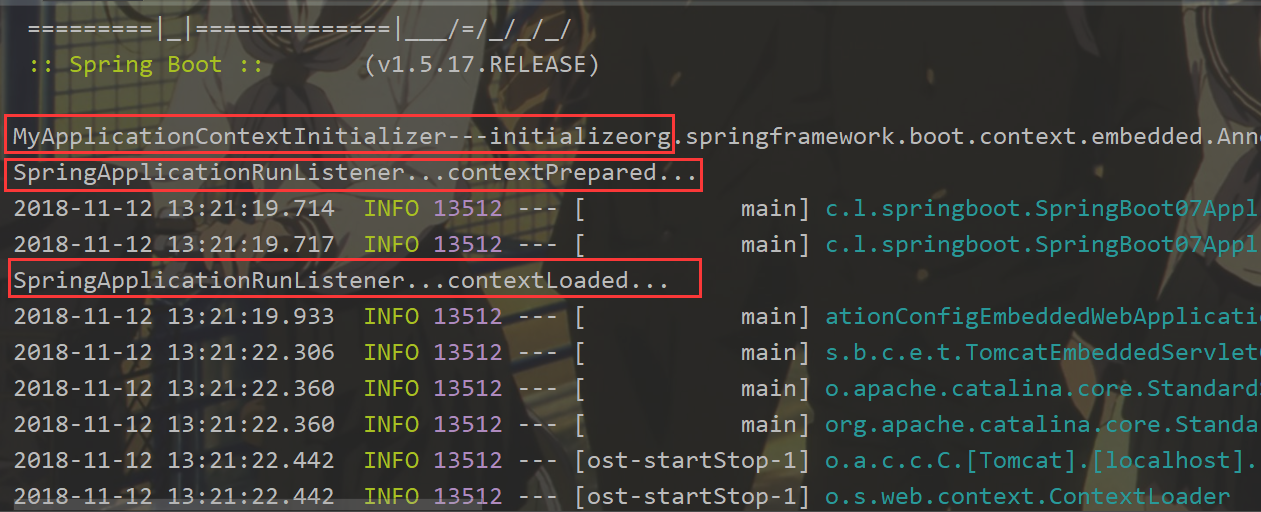 =========|_|==============|___/=/_/_/_/
:: Spring Boot ::        (v1.5.17.RELEASE)
MyApplicationContextInitializer---initializeorg.springframework.boot.context.embedded.Anne
SpringApplicationRunListener...contextPrepared...
2018-11-12 13:21:19.714  INFO 13512 --- [           main] c.l.springboot.SpringBoot07Appl
2018-11-12 13:21:19.717  INFO 13512 --- [           main] c.l.springboot.SpringBoot07Appl
SpringApplicationRunListener...contextLoaded...
2018-11-12 13:21:19.933  INFO 13512 --- [           main] ationConfigEmbeddedWebApplicatio
2018-11-12 13:21:22.306  INFO 13512 --- [           main] s.b.c.e.t.TomcatEmbeddedServlet
2018-11-12 13:21:22.360  INFO 13512 --- [           main] o.apache.catalina.core.Standard
2018-11-12 13:21:22.360  INFO 13512 --- [           main] org.apache.catalina.core.Standa
2018-11-12 13:21:22.442  INFO 13512 --- [ost-startStop-1] o.a.c.c.C.[Tomcat].[localhost].
2018-11-12 13:21:22.442  INFO 13512 --- [ost-startStop-1] o.s.web.context.ContextLoader